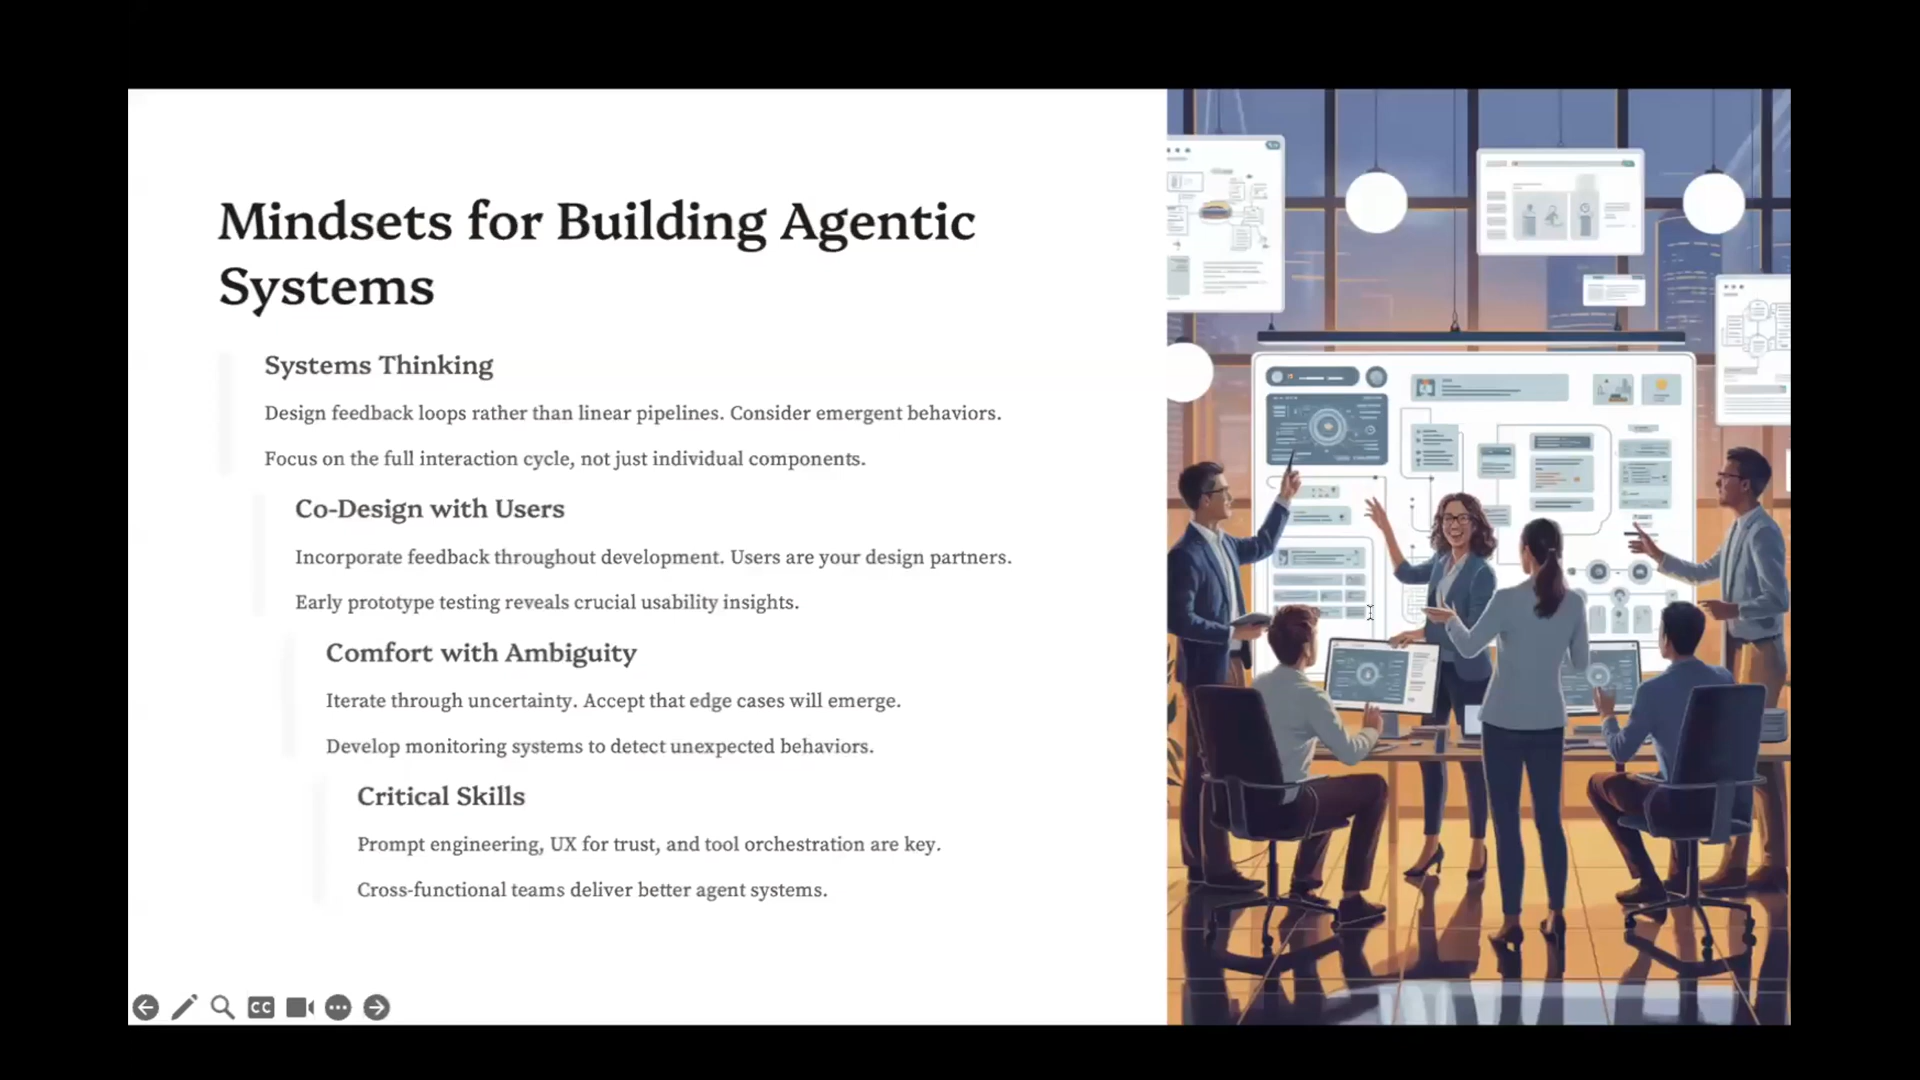 Mindsets for Building Agentic
Systems
Systems Thinking
Design feedback loops rather than linear pipelines. Consider emergent behaviors.
Focus on the full interaction cycle, not just individual components.
Co-Design with Users
Incorporate feedback throughout development. Users are your design partners.
Early prototype testing reveals crucial usability insights.
Comfort with Ambiguity
Iterate through uncertainty. Accept that edge cases will emerge.
Develop monitoring systems to detect unexpected behaviors.
Critical Skills
Prompt engineering, UX for trust, and tool orchestration are key.
Cross-functional teams deliver better agent systems.
CC